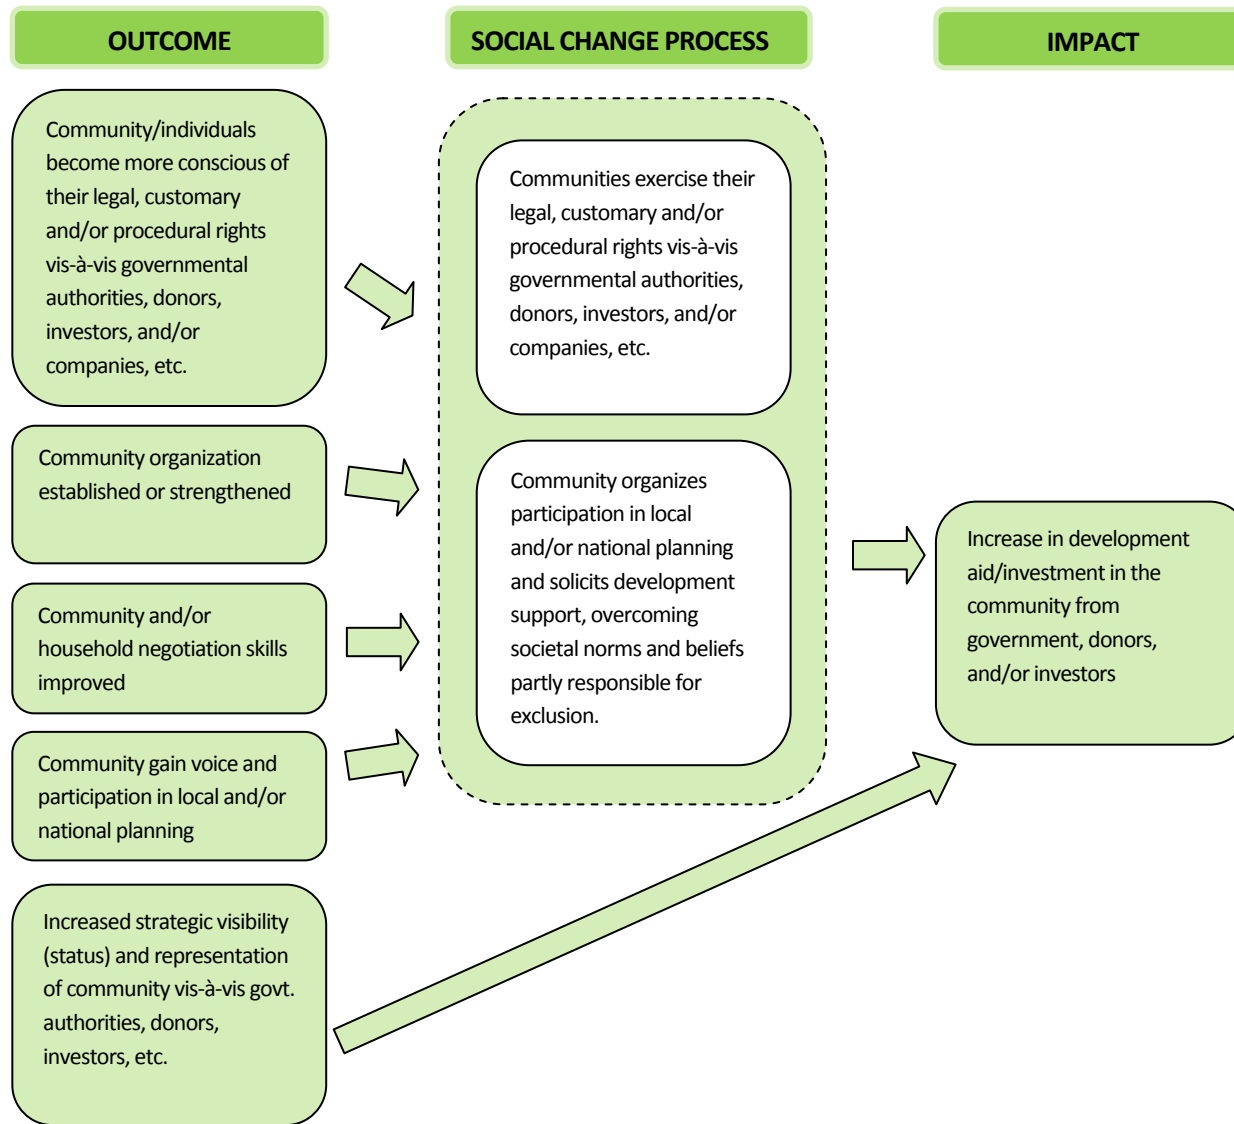 OUTCOME
SOCIAL CHANGE PROCESS
IMPACT
Community/individuals
become more conscious of
their legal, customary
and/or procedural rights
vis-à-vis governmental
authorities, donors,
investors, and/or
companies, etc.
Community organization
established or strengthened
Community and/or
household negotiation skills
improved
Community gain voice and
participation in local and/or
national planning
Increased strategic visibility
(status) and representation
of community vis-à-vis govt.
authorities, donors,
investors, etc.
Communities exercise their
legal, customary and/or
procedural rights vis-à-vis
governmental authorities,
donors, investors, and/or
companies, etc.
Community organizes
participation in local
and/or national planning
and solicits development
support, overcoming
societal norms and beliefs
partly responsible for
exclusion.
Increase in development
aid/investment in the
community from
government, donors,
and/or investors